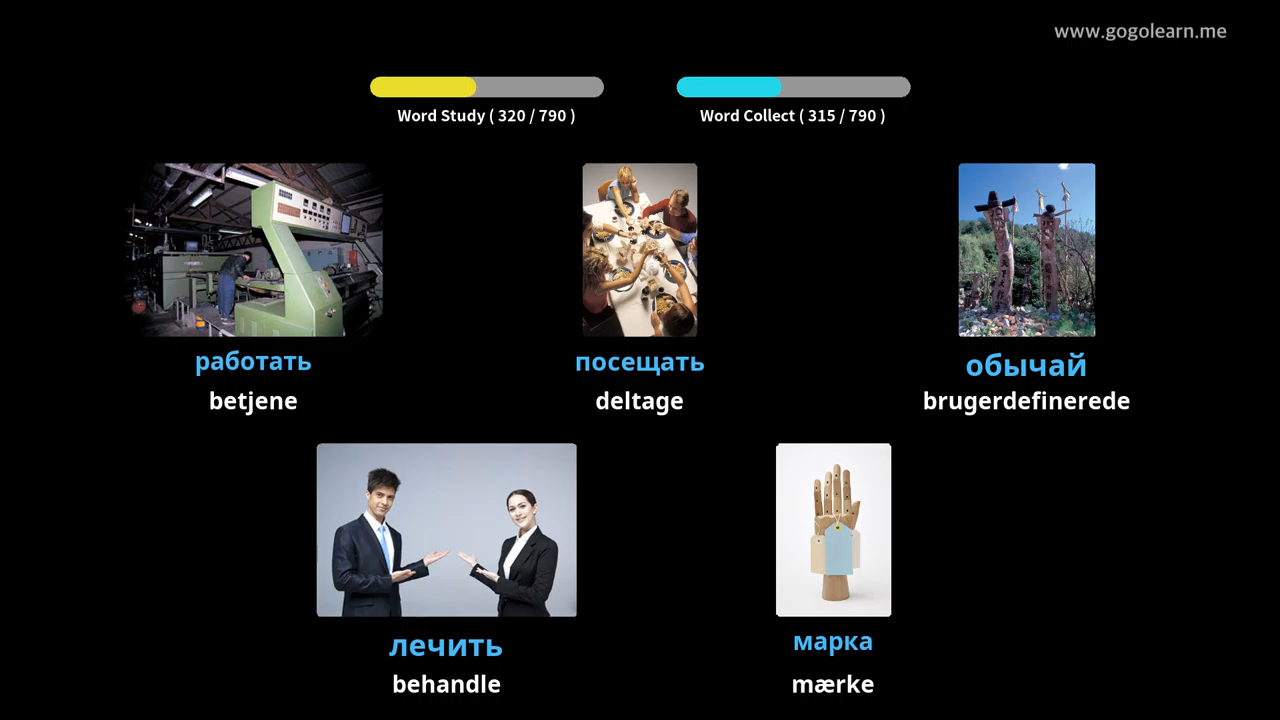 www.gogolearn.me
Word Study ( 320 / 790 )
Word Collect ( 315 / 790 )
работать
betjene
посещать
deltage
обычай
brugerdefinerede
лечить
behandle
марка
mærke